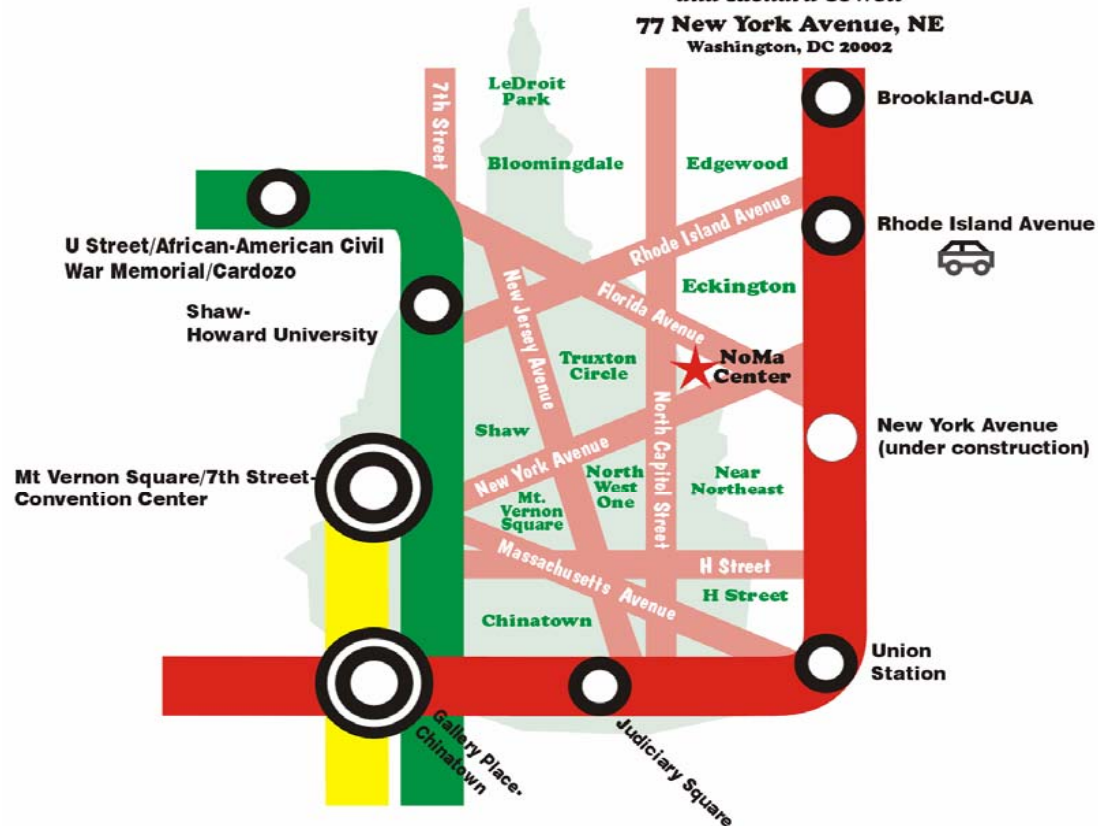 77 New York Avenue, NE
Washington, DC 20002
7th Street
LeDroit
Park
Brookland-CUA
Bloomingdale
Edgewood
Rhode Island Avenue
Rhode Island Avenue
U Street/African-American Civil
War Memorial/Cardozo
Shaw-
Howard University
New Jersey Avenue
Florida Avenue
Eckington
Truxton
Circle
NoMa
Center
North Capitol Street
New York Avenue
(under construction)
Shaw
New York Avenue
Mt Vernon Square/7th Street-
Convention Center
Mt.
Vernon
Square
North
West
One
Near
Northeast
Massachusetts Avenue
H Street
H Street
Chinatown
Union
Station
Gallery Place-
Chinatown
Judiciary Square